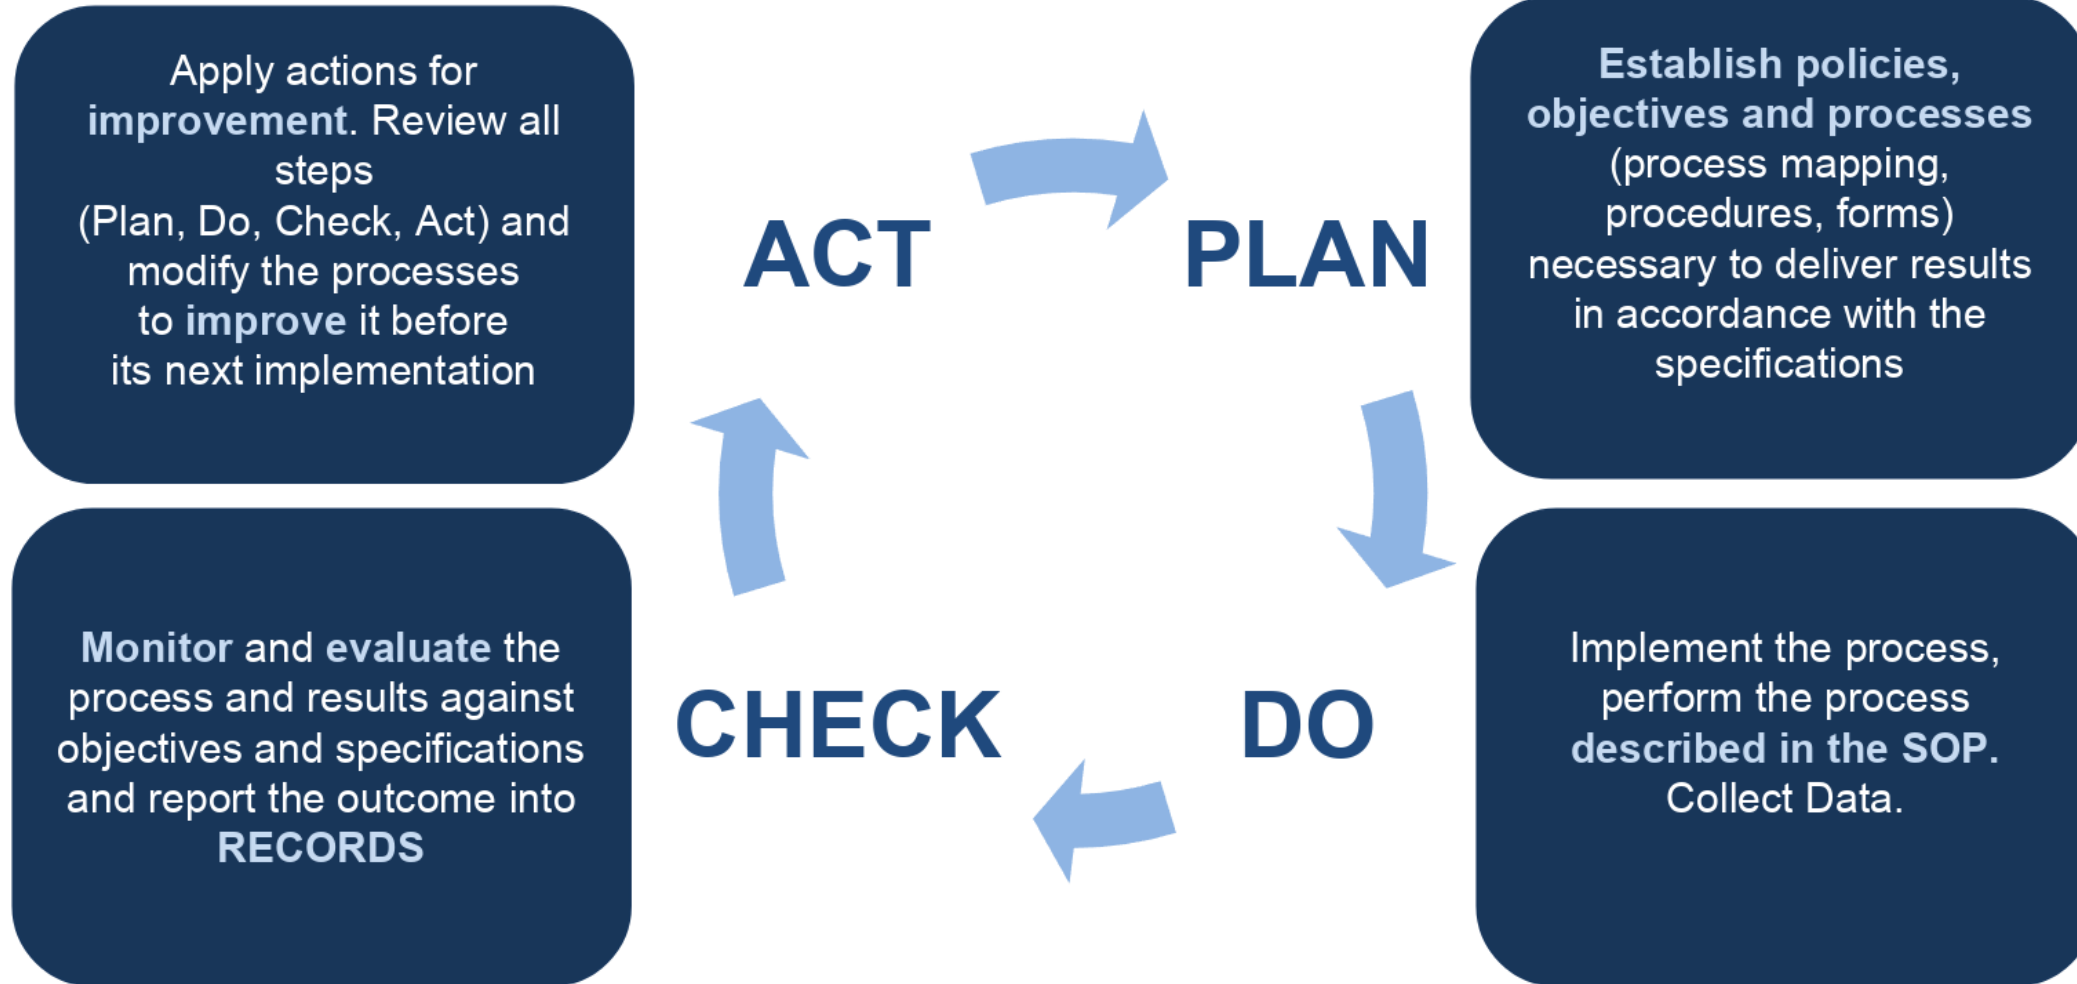 Apply actions for
improvement. Review all
steps
(Plan, Do, Check, Act) and
modify the processes
to improve it before
its next implementation
ACT
PLAN
Establish policies,
objectives and processes
(process mapping,
procedures, forms)
necessary to deliver results
in accordance with the
specifications
Monitor and evaluate the
process and results against
objectives and specifications
and report the outcome into
RECORDS
CHECK
DO
Implement the process,
perform the process
described in the SOP.
Collect Data.